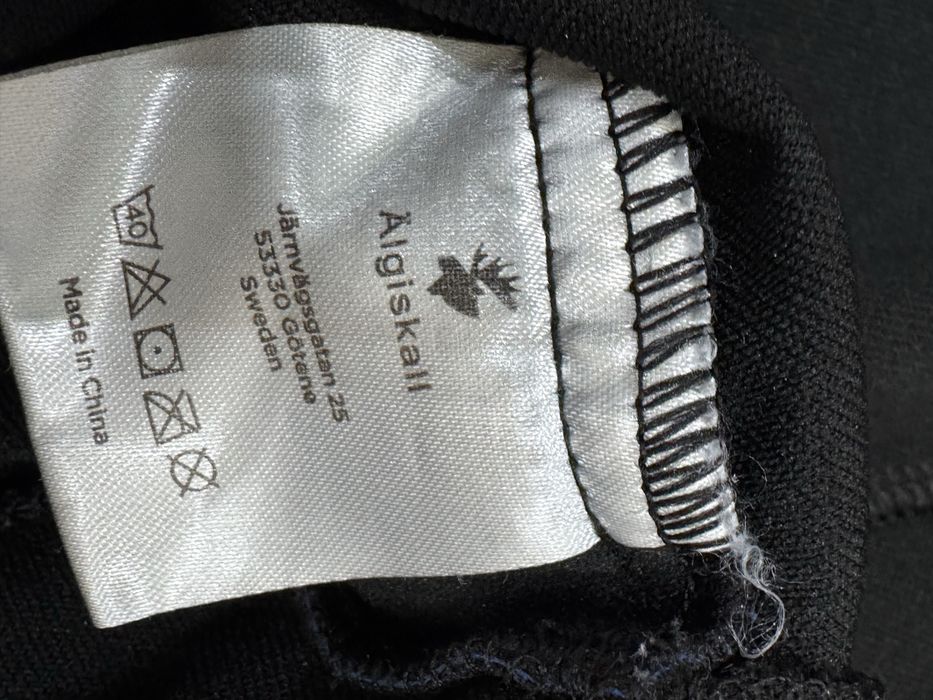 Älgiskall
Järnvägsgatan 25
53330 Götene
Sweden
40
Made in China